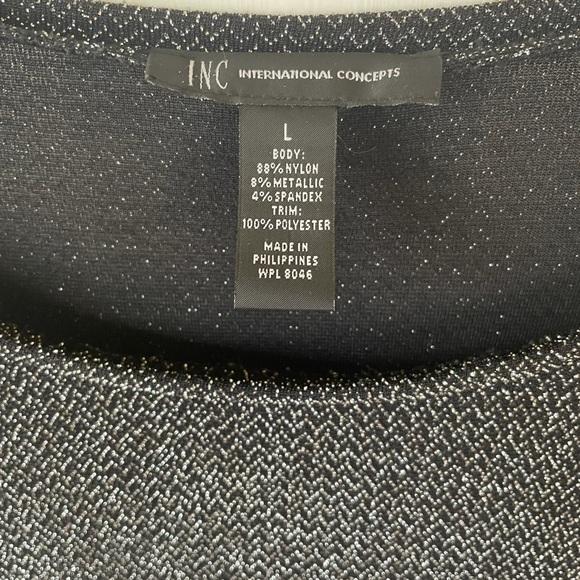 INC INTERNATIONAL CONCEPTS
L
BODY:
88% NYLON
8% METALLIC
4% SPANDEX
TRIM:
100% POLYESTER
MADE IN
PHILIPPINES
WPL 8046